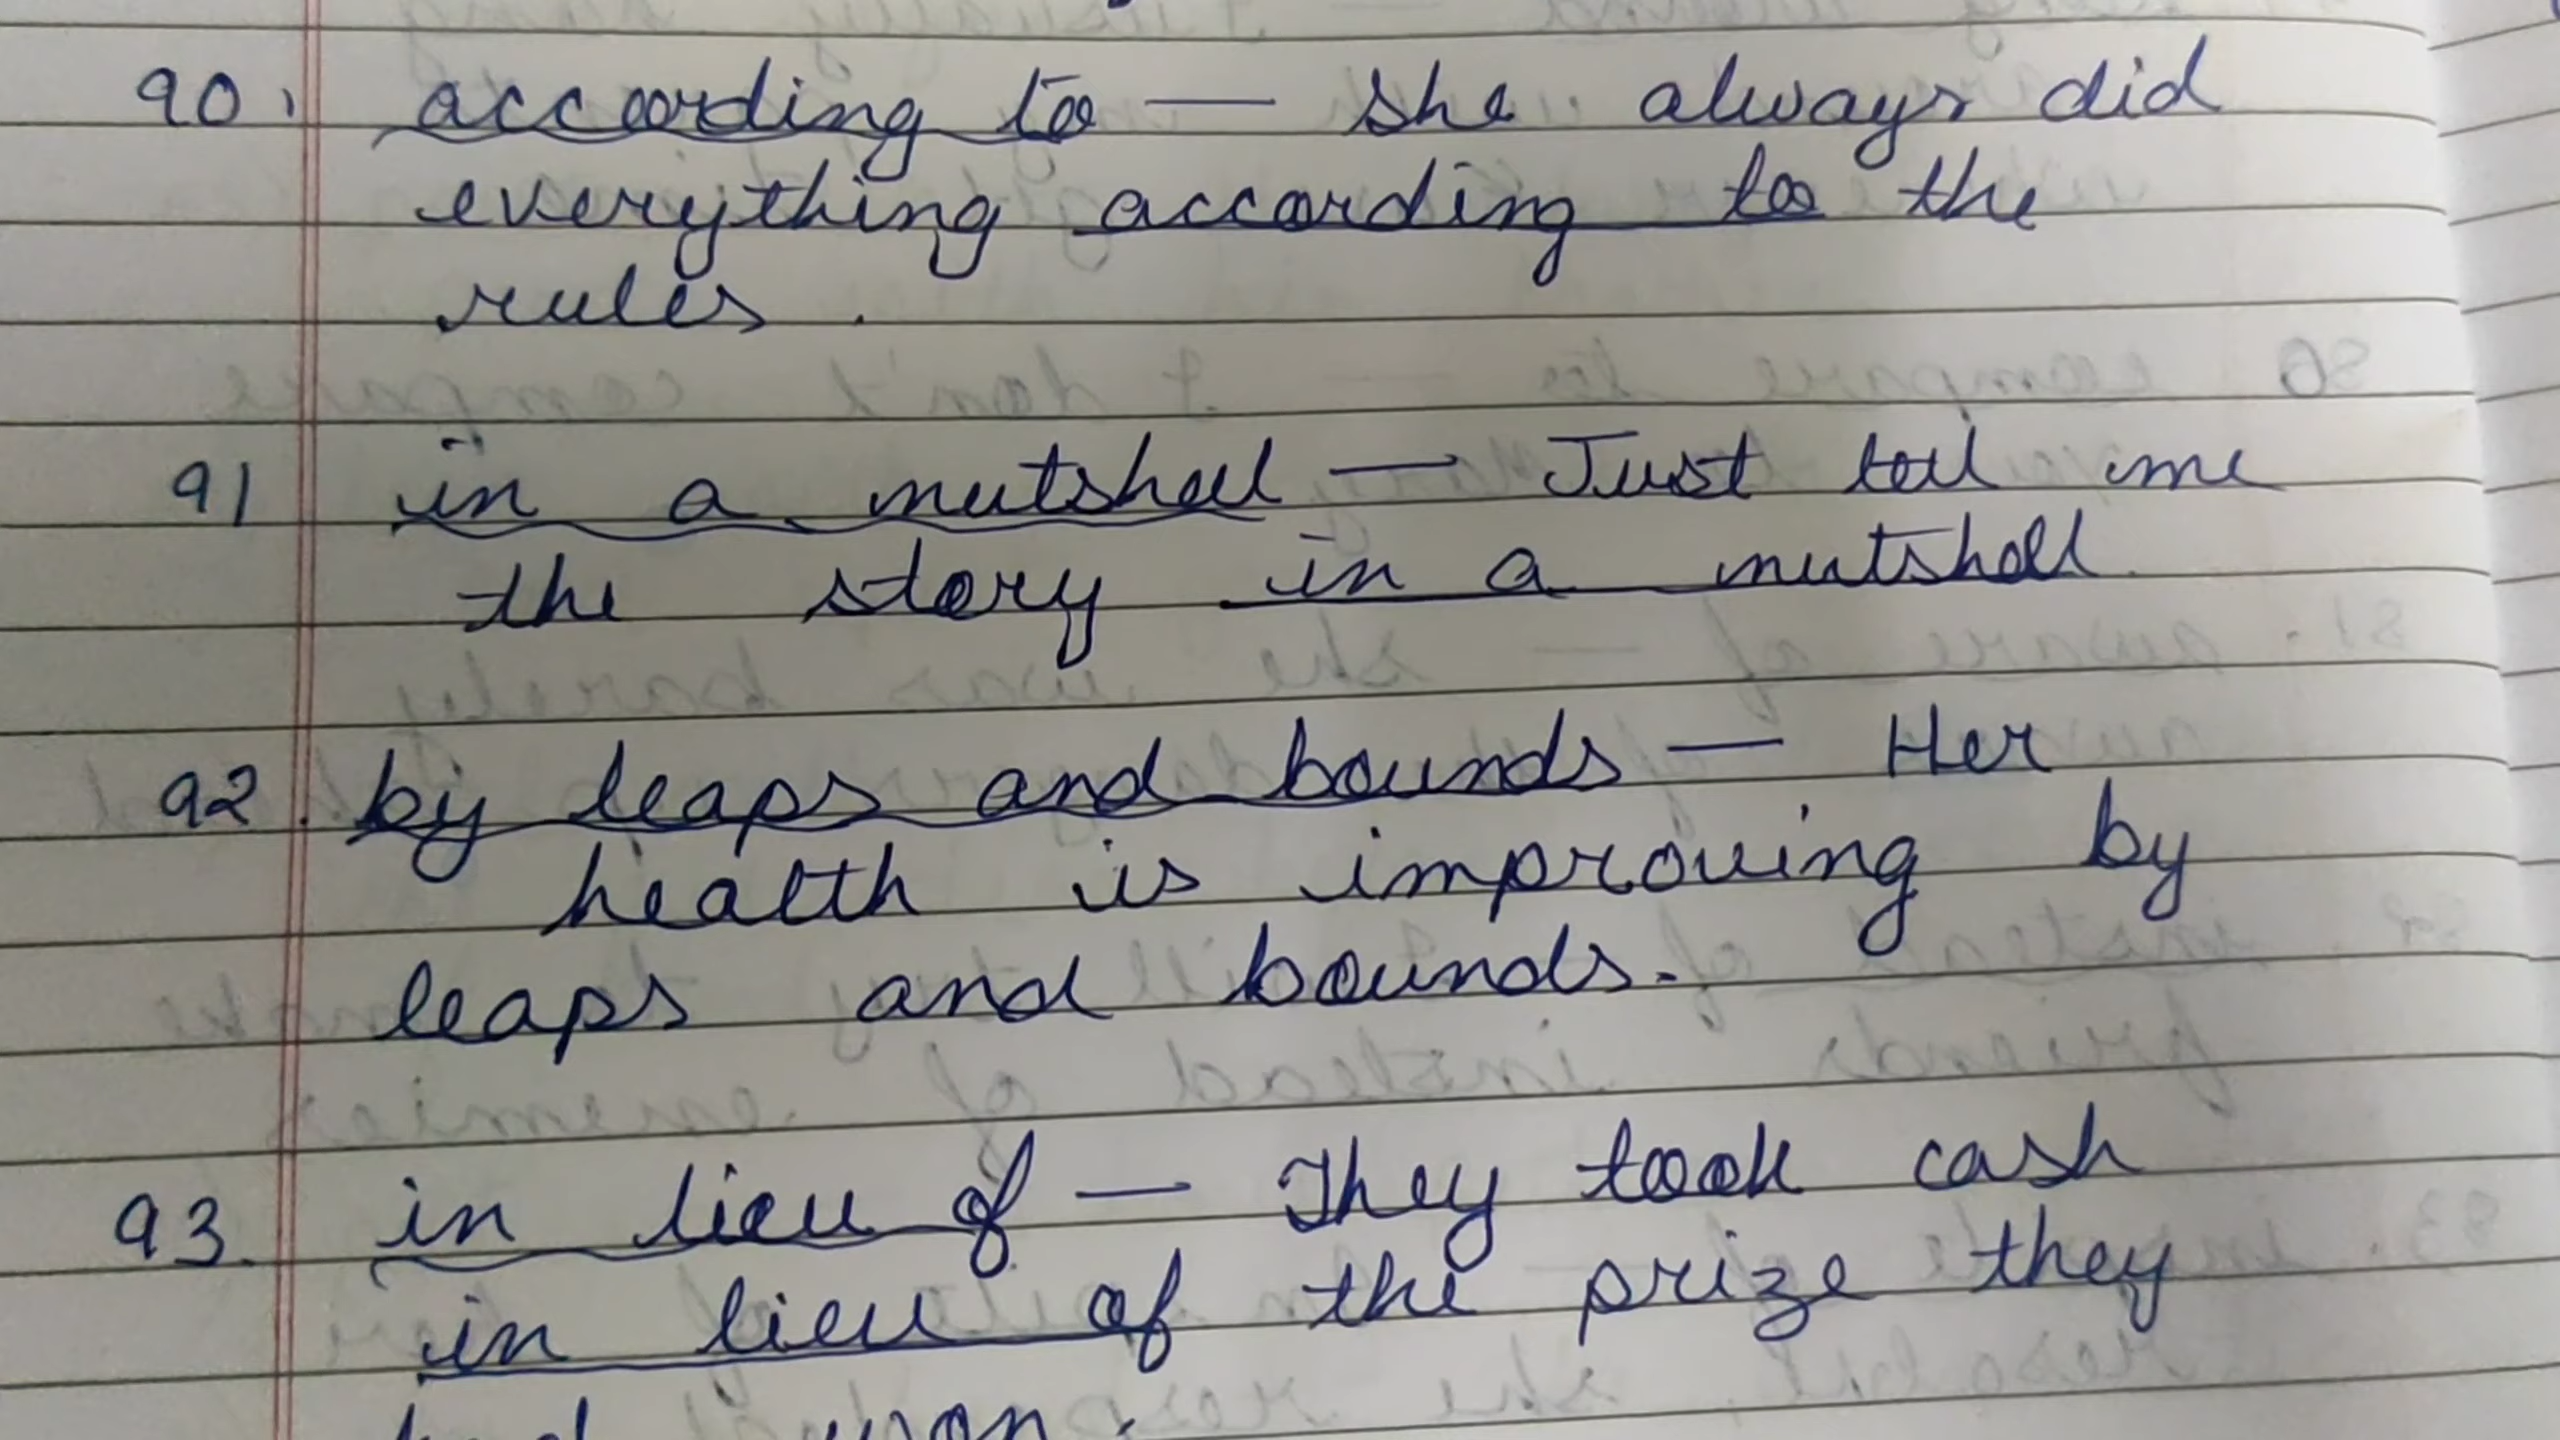 90. according to — she always did
everything according to the
rules.
91 in a nutshell — Just tell me
the story in a nutshell
92. by leaps and bounds — Her
health is improving by
leaps and bounds.
93. in lieu of — They took cash
in lieu of the prize they
had won.